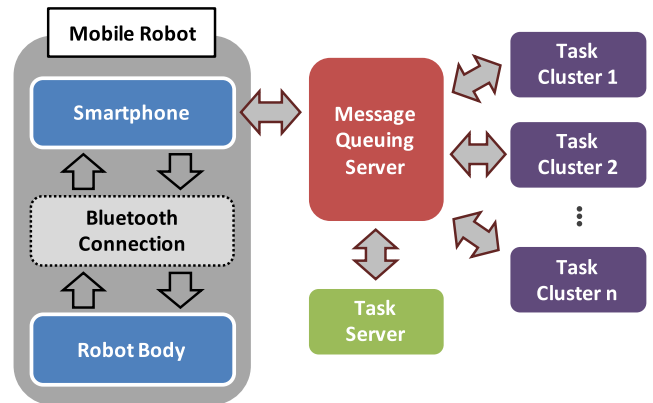 Mobile Robot
Smartphone
Bluetooth
Connection
Robot Body
Message
Queuing
Server
Task
Server
Task
Cluster 1
Task
Cluster 2
Task
Cluster n